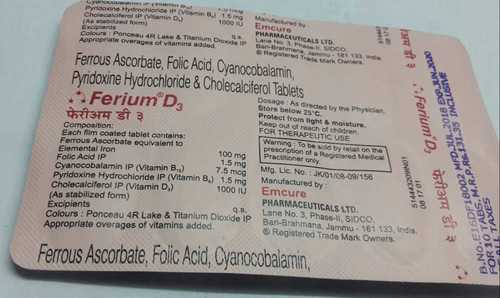 Cyanocobalamin IP (Vitamin B₁₂)
Pyridoxine Hydrochloride IP (Vitamin B₆) 1.5 mg
Cholecalciferol IP (Vitamin D₃) 1000 IU
(As stabilized form)
Excipients q.s.
Colours : Ponceau 4R Lake & Titanium Dioxide IP
Appropriate overages of vitamins added.
Manufactured by :
Emcure
PHARMACEUTICALS LTD.
Lane No. 3, Phase-II, SIDCO,
Bari-Brahmana, Jammu - 181 133, India.
® Registered Trade Mark Owners.
Ferrous Ascorbate, Folic Acid, Cyanocobalamin,
Pyridoxine Hydrochloride & Cholecalciferol Tablets
Ferium® D₃
फेरीअम डी ३
Composition:
Each film coated tablet contains:
Ferrous Ascorbate equivalent to
Elemental Iron 100 mg
Folic Acid IP 1.5 mg
Cyanocobalamin IP (Vitamin B₁₂) 7.5 mcg
Pyridoxine Hydrochloride IP (Vitamin B₆) 1.5 mg
Cholecalciferol IP (Vitamin D₃) 1000 IU
(As stabilized form)
Excipients q.s.
Colours : Ponceau 4R Lake & Titanium Dioxide IP
Appropriate overages of vitamins added.
Dosage : As directed by the Physician.
Store below 25°C.
Protect from light & moisture.
Keep out of reach of children.
FOR THERAPEUTIC USE
Warning : To be sold by retail on the
prescription of a Registered Medical
Practitioner only.
Mfg. Lic. No. : JK/01/08-09/156
Manufactured by :
Emcure
PHARMACEUTICALS LTD.
Lane No. 3, Phase-II, SIDCO,
Bari-Brahmana, Jammu - 181 133, India.
® Registered Trade Mark Owners.
Ferrous Ascorbate, Folic Acid, Cyanocobalamin,
08 17 01
08 17 01
Ferium® D₃
फेरीअम डी ३